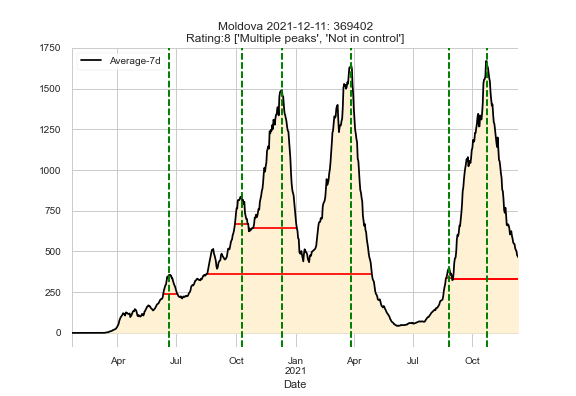 Moldova 2021-12-11: 369402
Rating:8 ['Multiple peaks', 'Not in control']
Average-7d
1750
1500
1250
1000
750
500
250
0
Apr Jul Oct Jan Apr Jul Oct
2021
Date